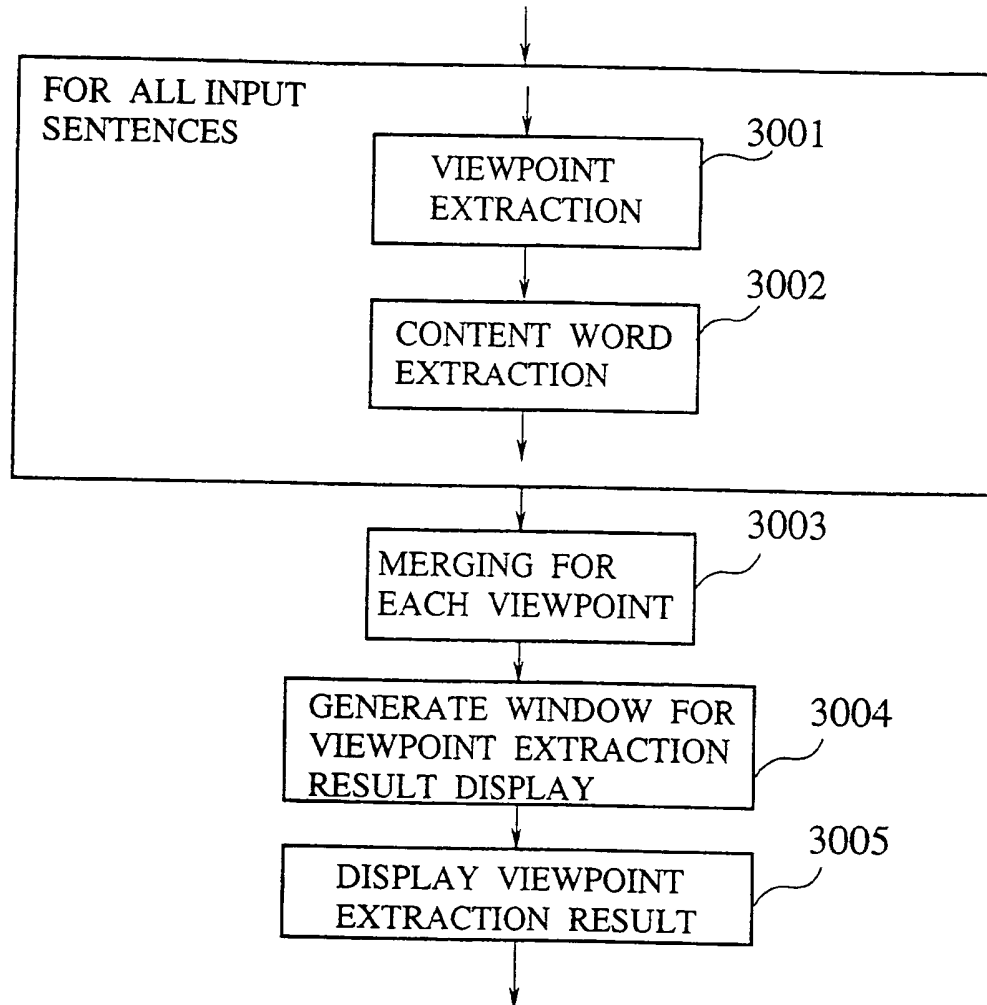 FOR ALL INPUT
SENTENCES
3001
VIEWPOINT
EXTRACTION
3002
CONTENT WORD
EXTRACTION
3003
MERGING FOR
EACH VIEWPOINT
3004
GENERATE WINDOW FOR
VIEWPOINT EXTRACTION
RESULT DISPLAY
3005
DISPLAY VIEWPOINT
EXTRACTION RESULT